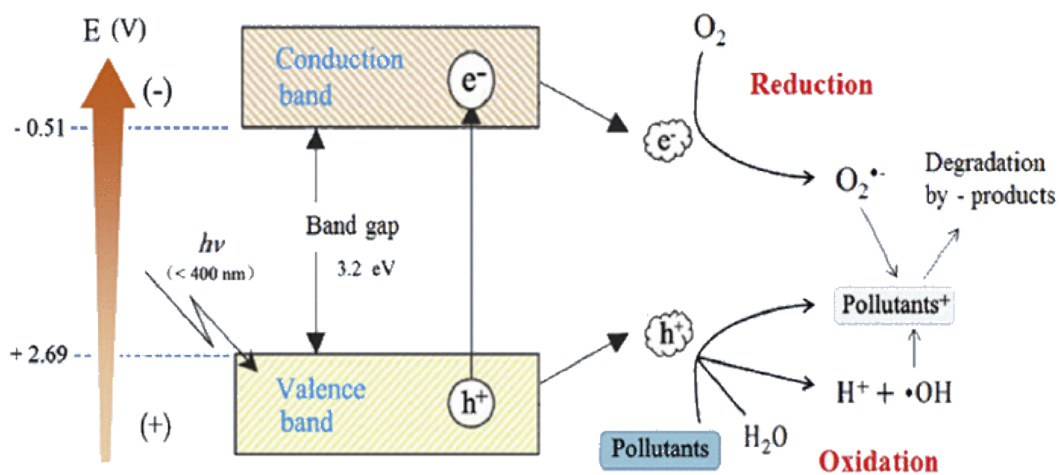 E (V)
(-)
- 0.51
+ 2.69
(+)
hν
(< 400 nm)
Conduction
band
e⁻
Band gap
3.2 eV
Valence
band
h⁺
e⁻
h⁺
O₂
Reduction
O₂•-
Degradation
by - products
Pollutants⁺
H⁺ + •OH
H₂O
Pollutants
Oxidation